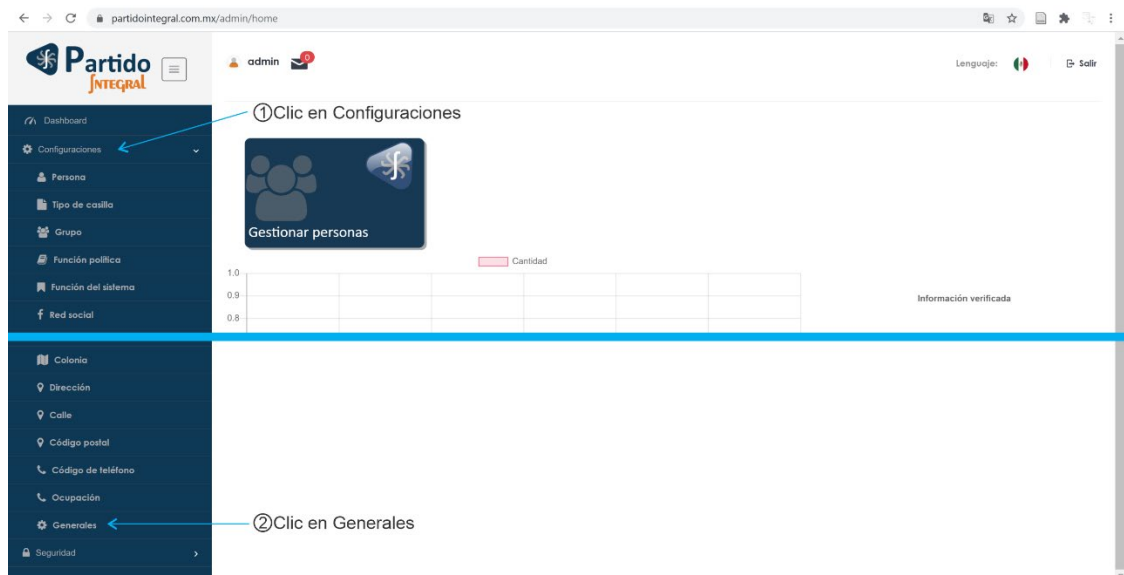 partidointegral.com.mx/admin/home
Partido
INTEGRAL
admin 0
Lenguaje:
Salir
①Clic en Configuraciones
Dashboard
Configuraciones
Persona
Tipo de casilla
Grupo
Función política
Función del sistema
Red social
Gestionar personas
Cantidad
1.0
0.9
0.8
Información verificada
Colonia
Dirección
Calle
Código postal
Código de teléfono
Ocupación
Generales
②Clic en Generales
Seguridad